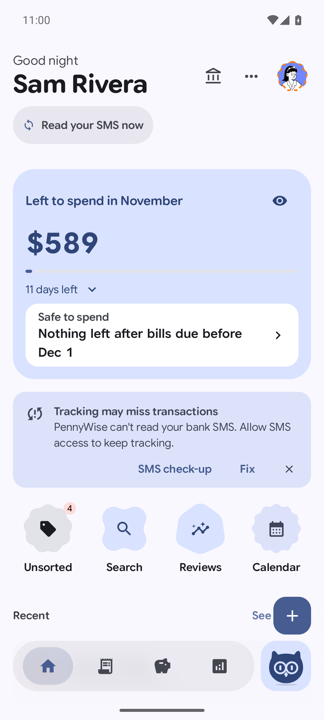 11:00
Good night
Sam Rivera
Read your SMS now
Left to spend in November
$589
11 days left
Safe to spend
Nothing left after bills due before
Dec 1
Tracking may miss transactions
PennyWise can't read your bank SMS. Allow SMS
access to keep tracking.
SMS check-up
Fix
4
Unsorted
Search
Reviews
Calendar
Recent
See